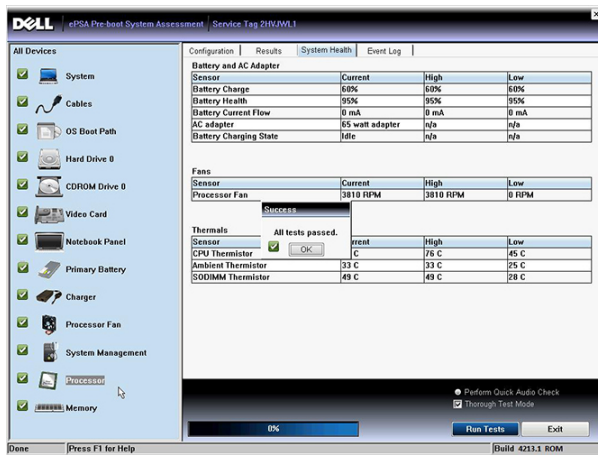 DELL ePSA Pre-boot System Assessment Service Tag 2HVJWL1
All Devices
System
Cables
OS Boot Path
Hard Drive 0
CDROM Drive 0
Video Card
Notebook Panel
Primary Battery
Charger
Processor Fan
System Management
Processor
Memory
Configuration Results System Health Event Log
Battery and AC Adapter
Sensor Current High Low
Battery Charge 60% 60% 60%
Battery Health 95% 95% 95%
Battery Current Flow 0 mA 0 mA 0 mA
AC adapter 65 watt adapter n/a n/a
Battery Charging State Idle n/a n/a
Fans
Sensor Current High Low
Processor Fan 3810 RPM 3810 RPM 0 RPM
Success
All tests passed.
OK
Thermals
Sensor High Low
CPU Thermistor C 76 C 45 C
Ambient Thermistor 33 C 33 C 25 C
SODIMM Thermistor 49 C 49 C 28 C
Perform Quick Audio Check
Thorough Test Mode
0% Run Tests Exit
Done Press F1 for Help Build 4213.1 ROM